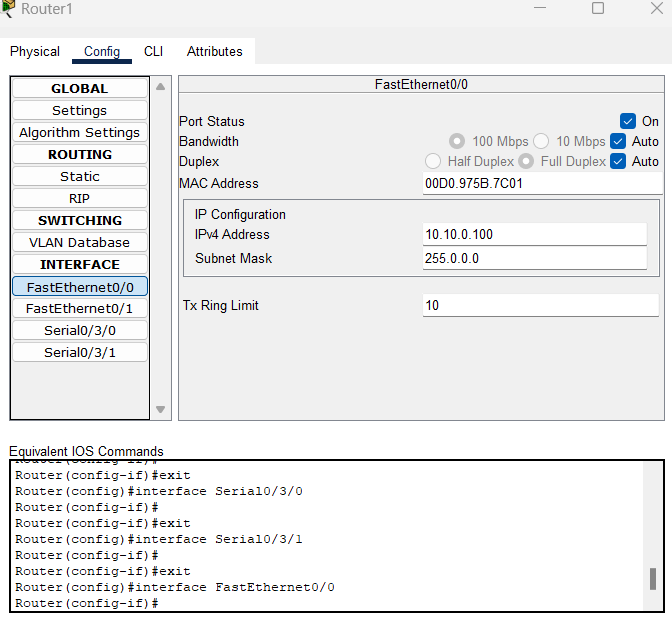 Router1
Physical Config CLI Attributes
GLOBAL
Settings
Algorithm Settings
ROUTING
Static
RIP
SWITCHING
VLAN Database
INTERFACE
FastEthernet0/0
FastEthernet0/1
Serial0/3/0
Serial0/3/1
FastEthernet0/0
Port Status On
Bandwidth 100 Mbps 10 Mbps Auto
Duplex Half Duplex Full Duplex Auto
MAC Address 00D0.975B.7C01
IP Configuration
IPv4 Address 10.10.0.100
Subnet Mask 255.0.0.0
Tx Ring Limit 10
Equivalent IOS Commands
Router(config-if)#
Router(config-if)#exit
Router(config)#interface Serial0/3/0
Router(config-if)#
Router(config-if)#exit
Router(config)#interface Serial0/3/1
Router(config-if)#
Router(config-if)#exit
Router(config)#interface FastEthernet0/0
Router(config-if)#